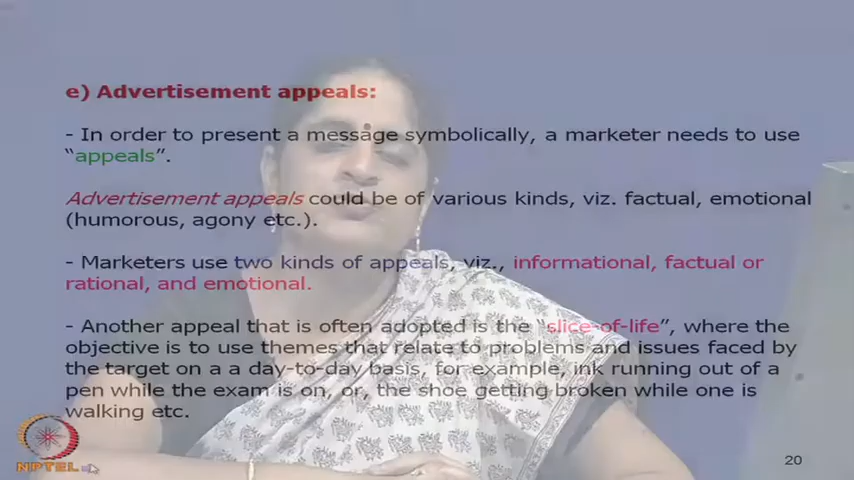 e) Advertisement appeals:
- In order to present a message symbolically, a marketer needs to use
“appeals”.
Advertisement appeals could be of various kinds, viz. factual, emotional
(humorous, agony etc.).
- Marketers use two kinds of appeals, viz., informational, factual or
rational, and emotional.
- Another appeal that is often adopted is the “slice-of-life”, where the
objective is to use themes that relate to problems and issues faced by
the target on a a day-to-day basis, for example, ink running out of a
pen while the exam is on, or, the shoe getting broken while one is
walking etc.
NPTEL
20